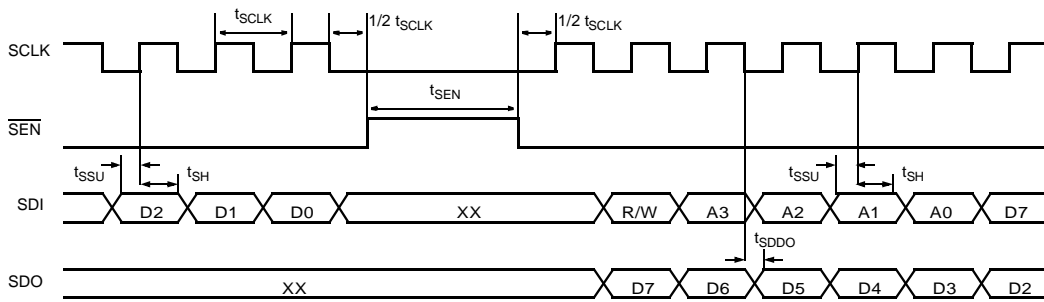 tSCLK 1/2 tSCLK 1/2 tSCLK
SCLK
tSEN
SEN
tSSU tSH tSSU tSH
SDI D2 D1 D0 XX R/W A3 A2 A1 A0 D7
tSDDO
SDO XX D7 D6 D5 D4 D3 D2